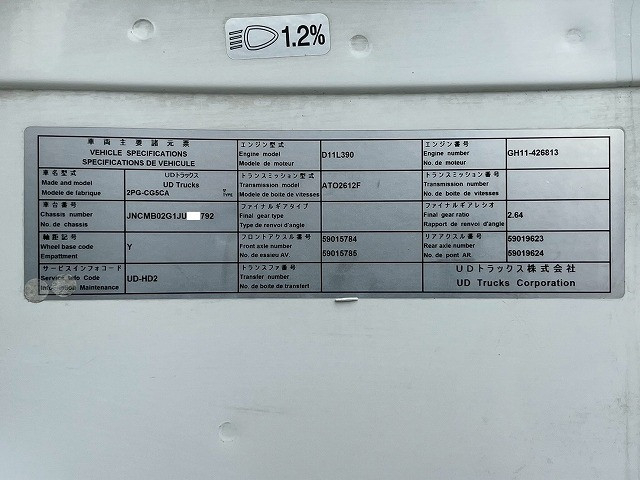 1.2%
車両主要諸元票
VEHICLE SPECIFICATIONS
SPECIFICATIONS DE VEHICULE
エンジン型式
Engine model
Modele de moteur
D11L390
エンジン番号
Engine number
No. de moteur
GH11-426813
車名型式
Made and model
Modele de fabrique
UDトラックス
UD Trucks
2PG-CG5CA
型
TYPE
トランスミッション型式
Transmission model
Modele de boite de vitesses
ATO2612F
トランスミッション番号
Transmission number
No. de boite de vitesses
車台番号
Chassis number
No. de chassis
JNCMB02G1JU 792
ファイナルギアタイプ
Final gear type
Type de renvoi d'angle
ファイナルギアレシオ
Final gear ratio
Rapport de renvoi d'angle
2.64
軸距記号
Wheel base code
Empattment
Y
フロントアクスル番号
Front axle number
No. de essieu AV.
59015784
59015785
リアアクスル番号
Rear axle number
No. de pont AR.
59019623
59019624
サービスインフォコード
Service Info Code
Information Maintenance
UD-HD2
トランスファ番号
Transfer number
No. de boite de transfert
UDトラックス株式会社
UD Trucks Corporation